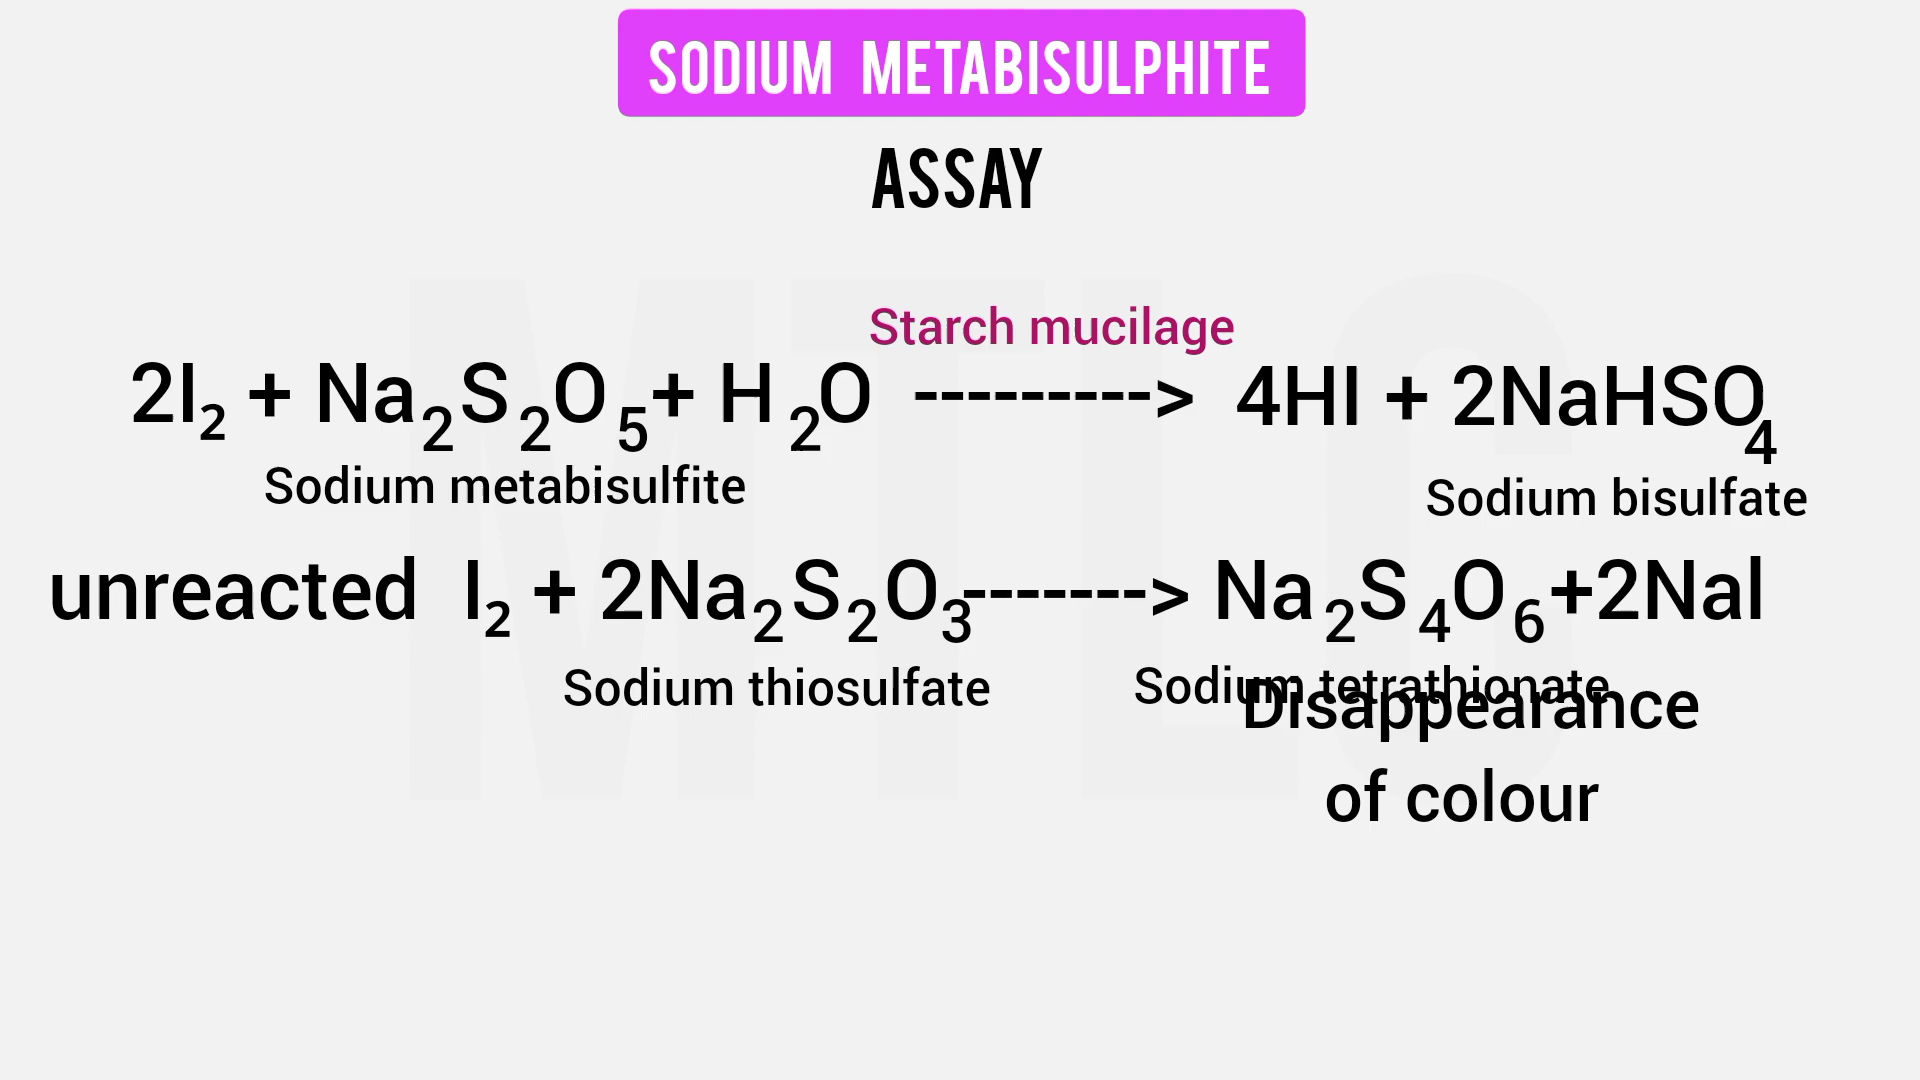 SODIUM METABISULPHITE
ASSAY
Starch mucilage
2I₂ + Na₂S₂O₅+ H₂O ---------> 4HI + 2NaHSO₄
Sodium metabisulfite Sodium bisulfate
unreacted I₂ + 2Na₂S₂O₃-------> Na₂S₄O₆+2NaI
Sodium thiosulfate Sodium tetrathionate
Disappearance
of colour
MTLG